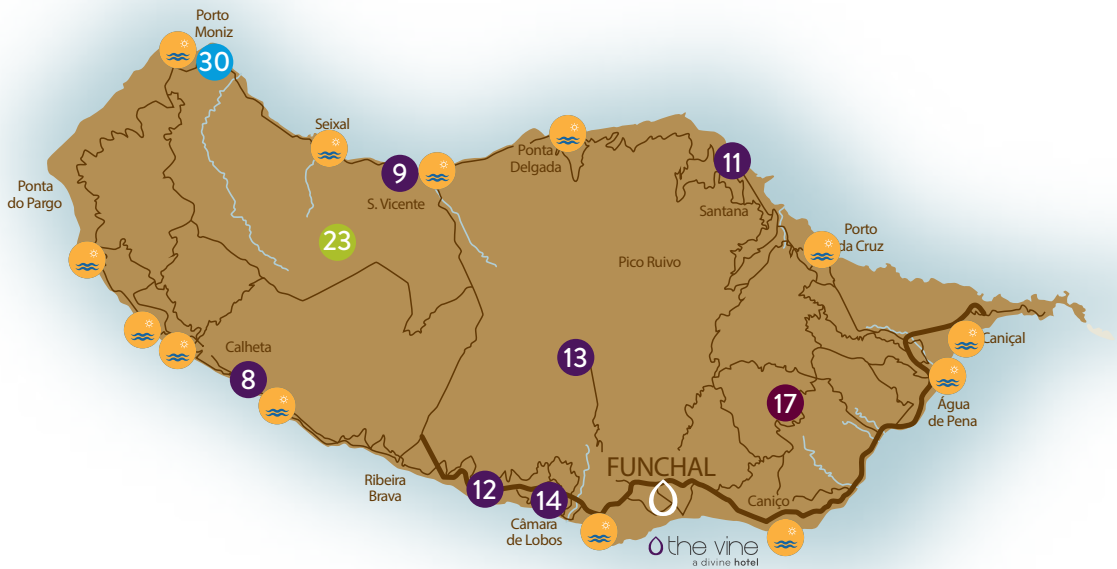 Porto
Moniz
30
Seixal
9
S. Vicente
Ponta
Delgada
11
Santana
Ponta
do Pargo
23
Pico Ruivo
Porto
da Cruz
Caniçal
Calheta
8
13
17
Água
de Pena
Ribeira
Brava
12
14
Câmara
de Lobos
FUNCHAL
Caniço
the vine
a divine hotel